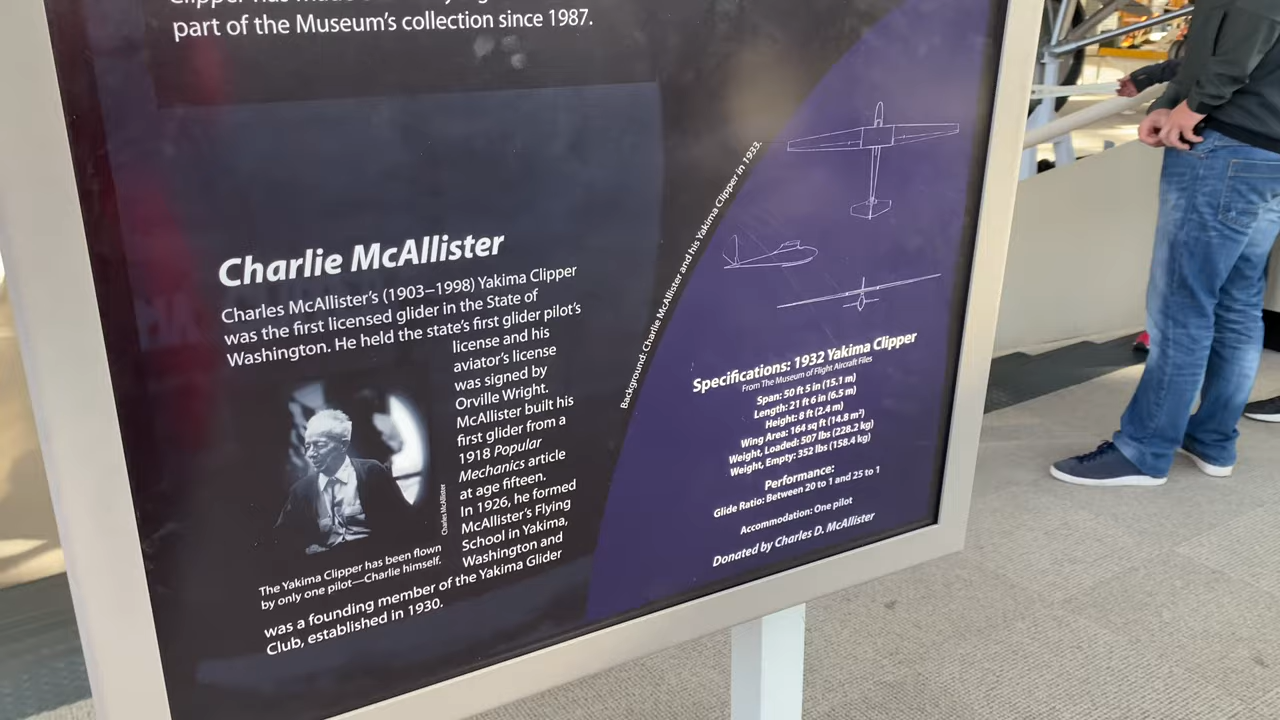 part of the Museum's collection since 1987.
Charlie McAllister
Charles McAllister's (1903–1998) Yakima Clipper
was the first licensed glider in the State of
Washington. He held the state's first glider pilot's
license and his
aviator's license
was signed by
Orville Wright.
McAllister built his
first glider from a
1918 Popular
Mechanics article
at age fifteen.
In 1926, he formed
McAllister's Flying
School in Yakima,
Washington and
was a founding member of the Yakima Glider
Club, established in 1930.
Charles McAllister
The Yakima Clipper has been flown
by only one pilot—Charlie himself.
Background: Charlie McAllister and his Yakima Clipper in 1933.
Specifications: 1932 Yakima Clipper
From The Museum of Flight Aircraft Files
Span: 50 ft 5 in (15.1 m)
Length: 21 ft 6 in (6.5 m)
Height: 8 ft (2.4 m)
Wing Area: 164 sq ft (14.8 m²)
Weight, Loaded: 507 lbs (228.2 kg)
Weight, Empty: 352 lbs (158.4 kg)
Performance:
Glide Ratio: Between 20 to 1 and 25 to 1
Accommodation: One pilot
Donated by Charles D. McAllister